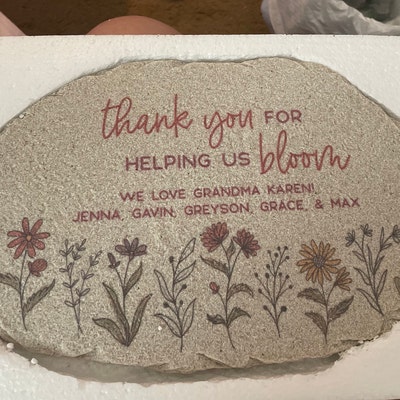 thank you FOR
HELPING US bloom
WE LOVE GRANDMA KAREN!
JENNA, GAVIN, GREYSON, GRACE, & MAX